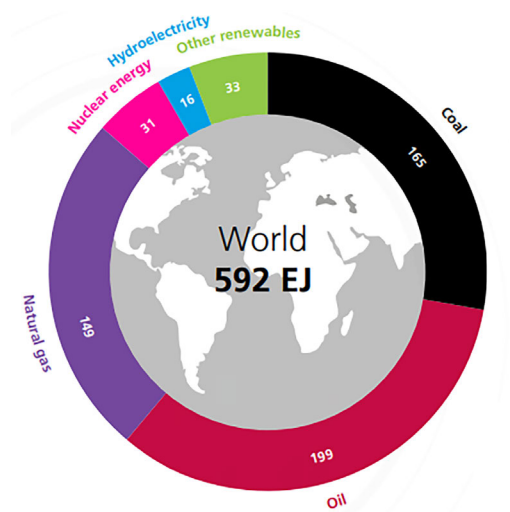 Hydroelectricity
Other renewables
Nuclear energy
31
16
33
Coal
165
World
592 EJ
Natural gas
149
199
Oil